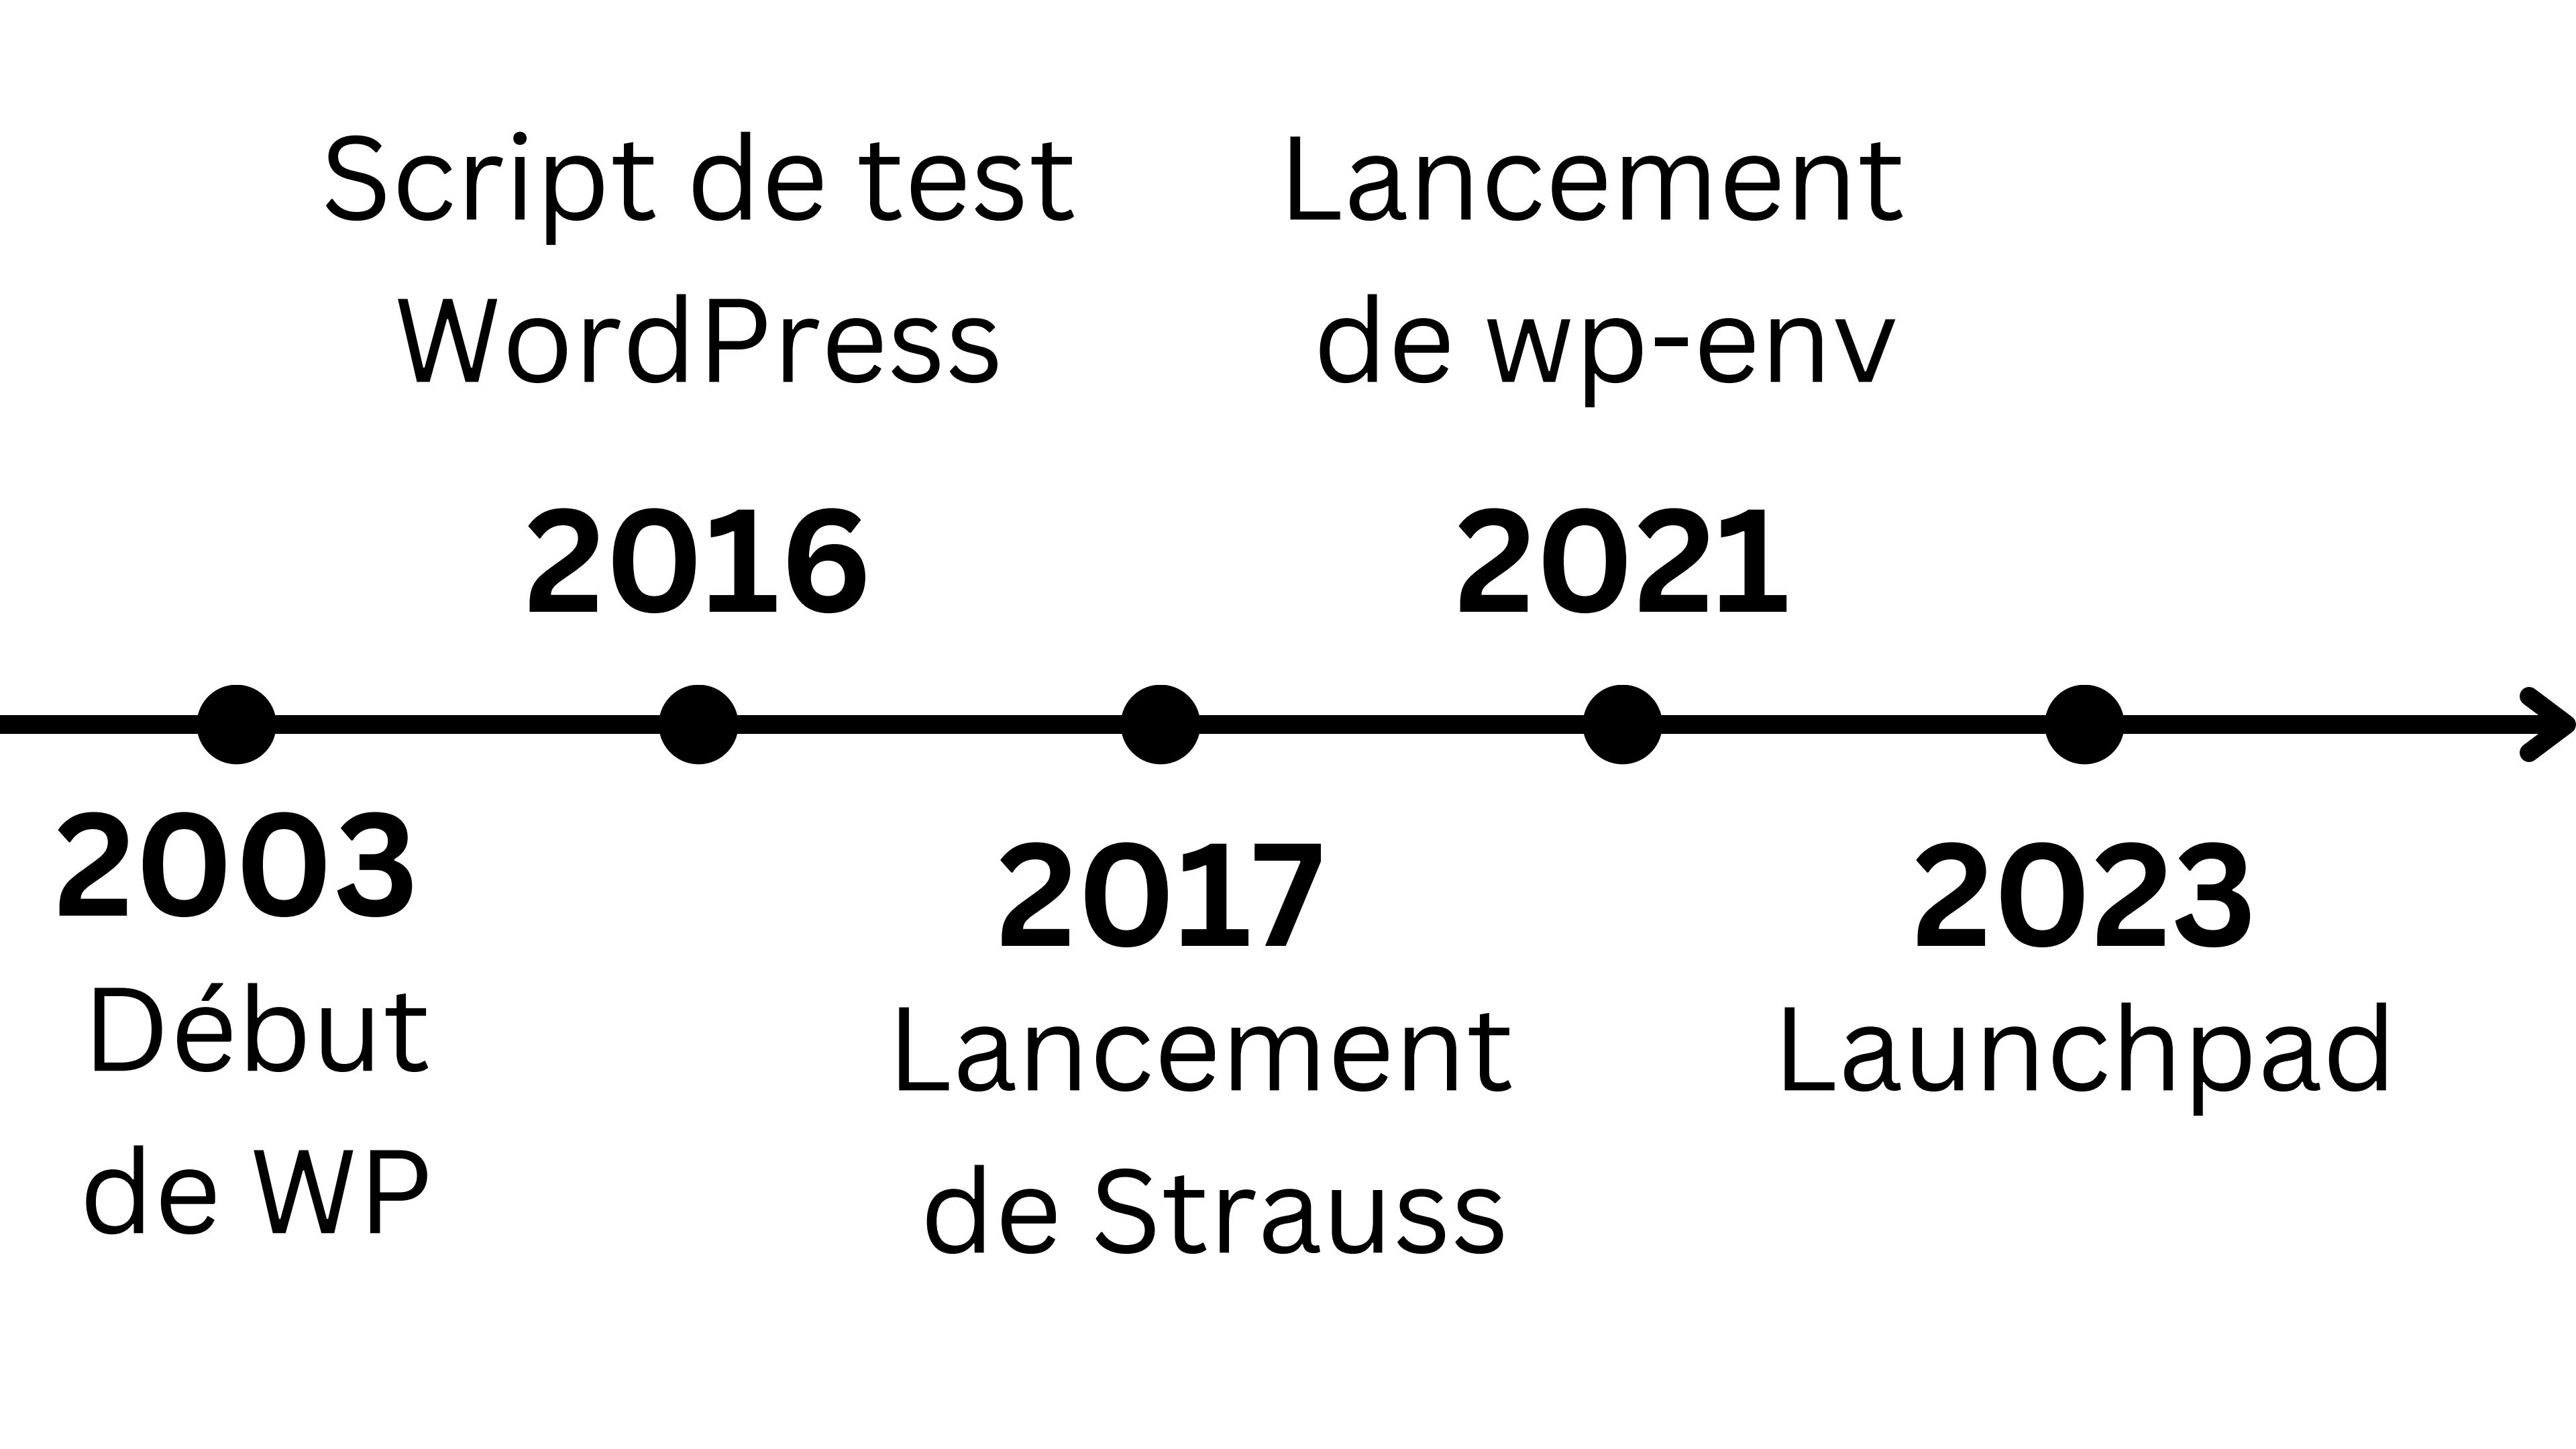 Script de test
WordPress
2016
Lancement
de wp-env
2021
2003
Début
de WP
2017
Lancement
de Strauss
2023
Launchpad